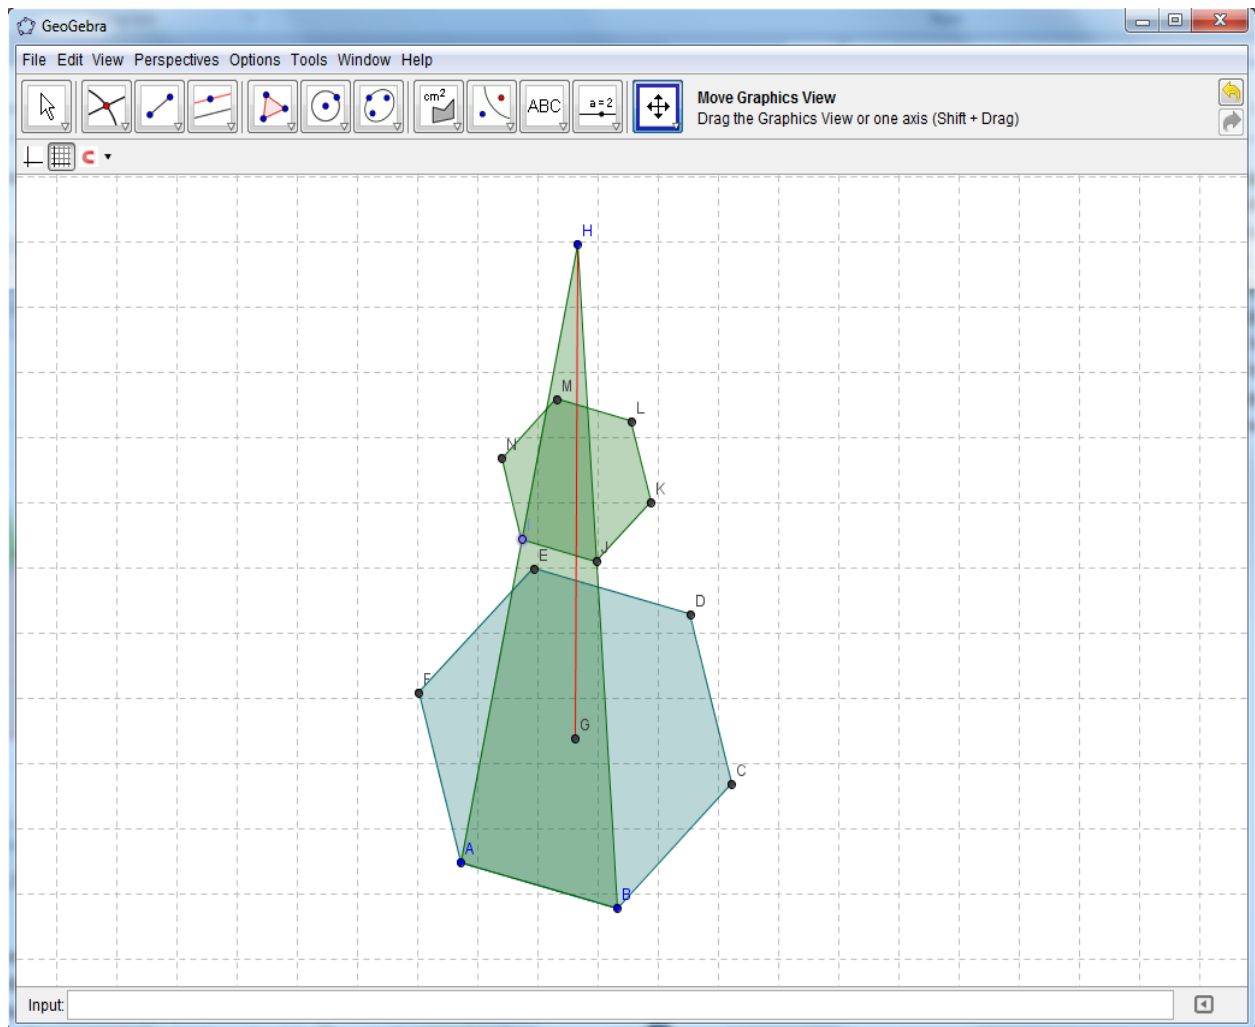 GeoGebra
File Edit View Perspectives Options Tools Window Help
cm²
ABC
a=2
Move Graphics View
Drag the Graphics View or one axis (Shift + Drag)
H
M
L
N
K
I
J
E
D
F
G
C
A
B
Input: